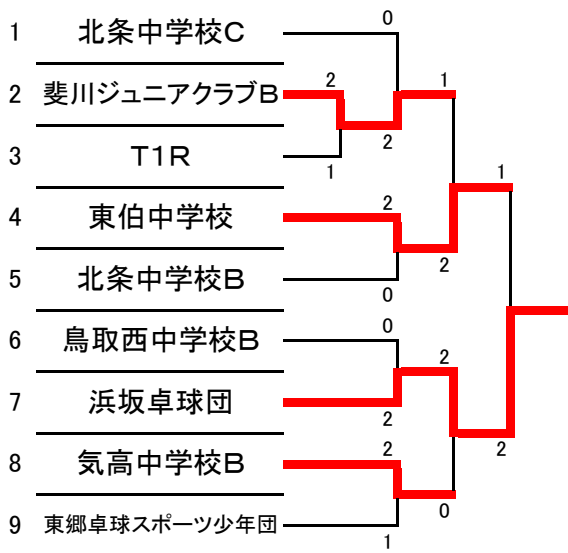 1 北条中学校C
0
2 斐川ジュニアクラブB
2
1
2
3 T1R
1
1
4 東伯中学校
2
2
5 北条中学校B
0
6 鳥取西中学校B
0
2
7 浜坂卓球団
2
8 気高中学校B
2
2
0
9 東郷卓球スポーツ少年団
1